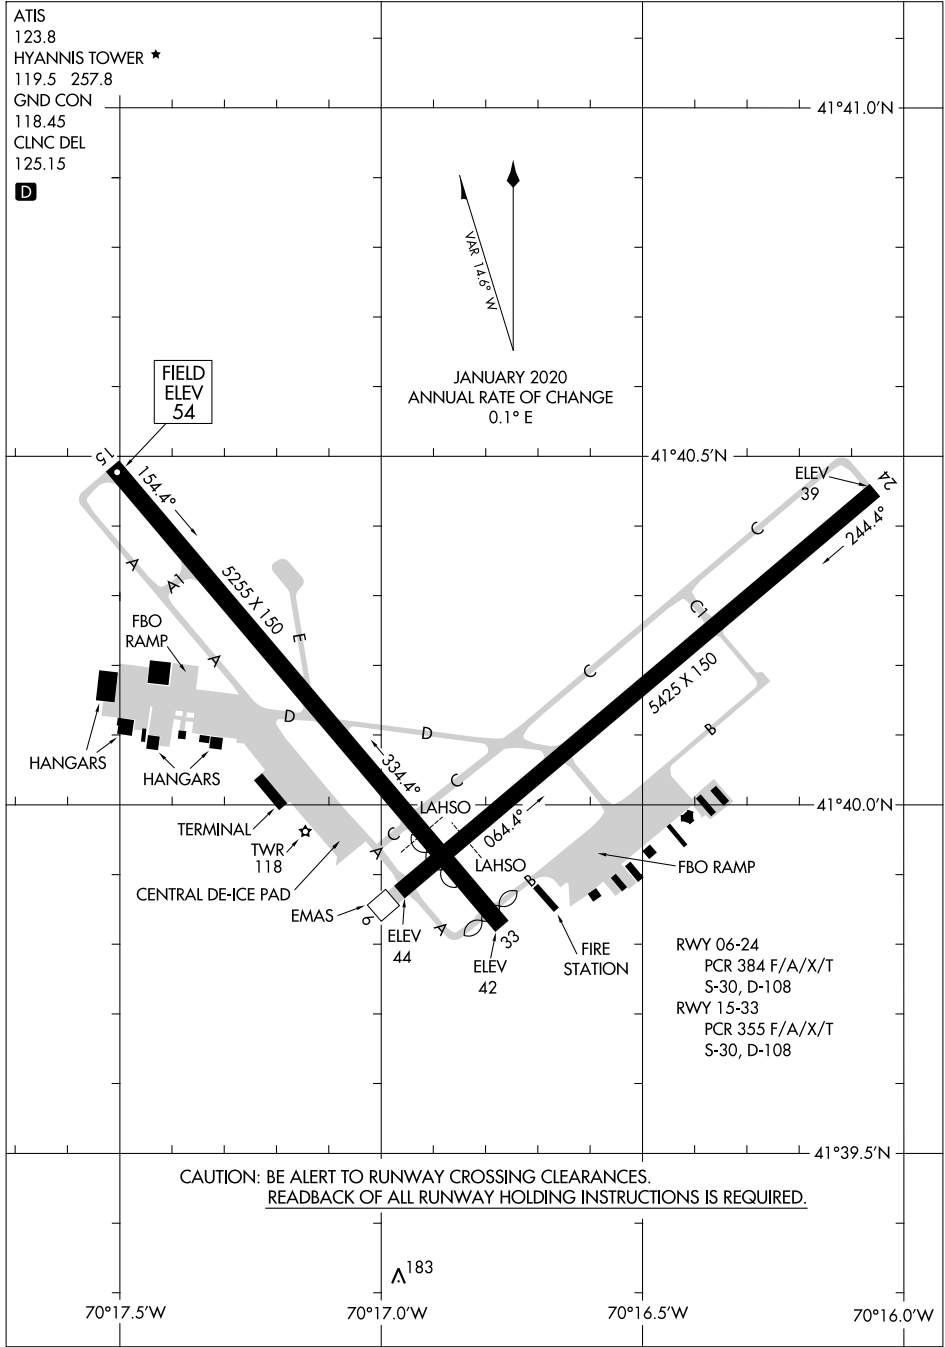 ATIS
123.8
HYANNIS TOWER
119.5 257.8
GND CON
118.45
CLNC DEL
125.15
D
41°41.0'N
VAR 14.6° W
JANUARY 2020
ANNUAL RATE OF CHANGE
0.1° E
FIELD
ELEV
54
41°40.5'N
15
154.4°
ELEV
39
24
244.4°
C
A
A1
5255 X 150
C1
FBO
RAMP
E
A
C
5425 X 150
D
D
B
HANGARS
HANGARS
334.4°
C
LAHSO
064.4°
41°40.0'N
TERMINAL
C
TWR
118
A
LAHSO
FBO RAMP
CENTRAL DE-ICE PAD
B
EMAS
6
A
ELEV
44
33
ELEV
42
FIRE
STATION
RWY 06-24
PCR 384 F/A/X/T
S-30, D-108
RWY 15-33
PCR 355 F/A/X/T
S-30, D-108
41°39.5'N
CAUTION: BE ALERT TO RUNWAY CROSSING CLEARANCES.
READBACK OF ALL RUNWAY HOLDING INSTRUCTIONS IS REQUIRED.
183
70°17.5'W
70°17.0'W
70°16.5'W
70°16.0'W